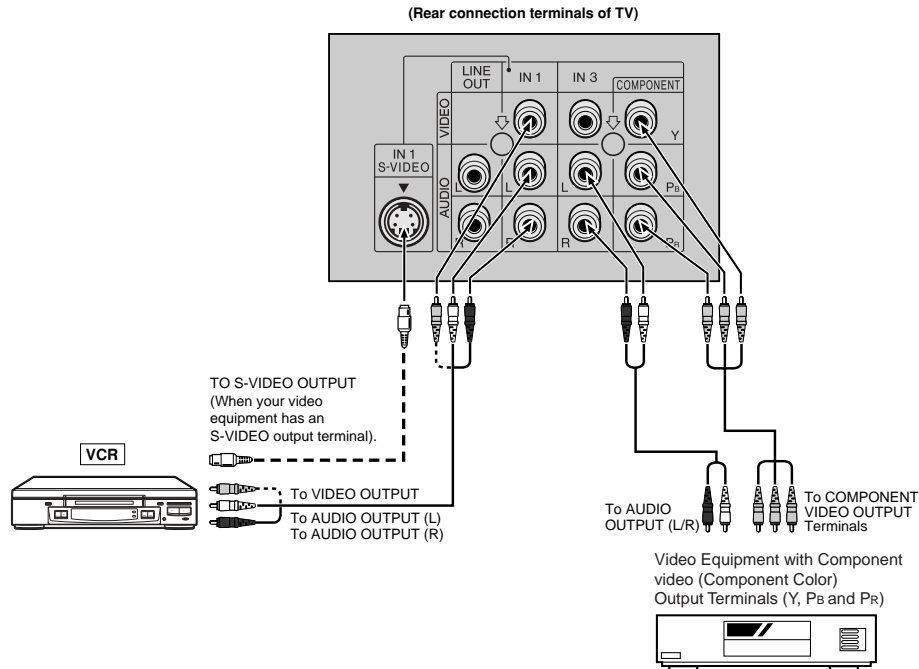 (Rear connection terminals of TV)
LINE
OUT
IN 1
IN 3
COMPONENT
VIDEO
Y
IN 1
S-VIDEO
AUDIO
L
L
L
PB
R
R
R
PR
TO S-VIDEO OUTPUT
(When your video
equipment has an
S-VIDEO output terminal).
VCR
To VIDEO OUTPUT
To AUDIO OUTPUT (L)
To AUDIO OUTPUT (R)
To AUDIO
OUTPUT (L/R)
To COMPONENT
VIDEO OUTPUT
Terminals
Video Equipment with Component
video (Component Color)
Output Terminals (Y, PB and PR)